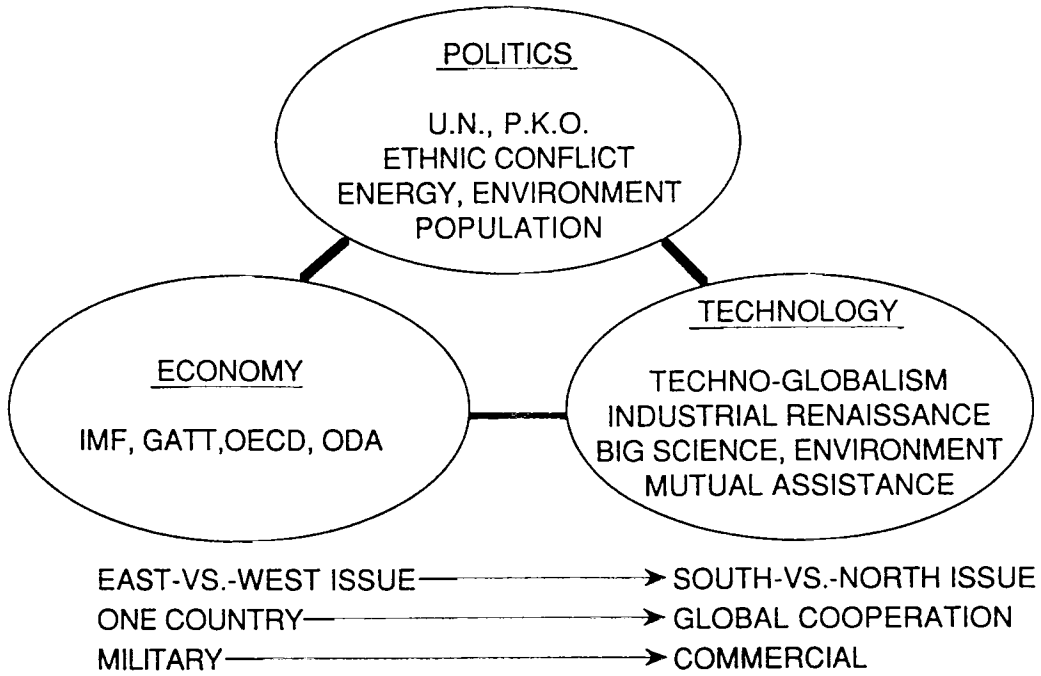 POLITICS
U.N., P.K.O.
ETHNIC CONFLICT
ENERGY, ENVIRONMENT
POPULATION
ECONOMY
IMF, GATT,OECD, ODA
TECHNOLOGY
TECHNO-GLOBALISM
INDUSTRIAL RENAISSANCE
BIG SCIENCE, ENVIRONMENT
MUTUAL ASSISTANCE
EAST-VS.-WEST ISSUE SOUTH-VS.-NORTH ISSUE
ONE COUNTRY GLOBAL COOPERATION
MILITARY COMMERCIAL